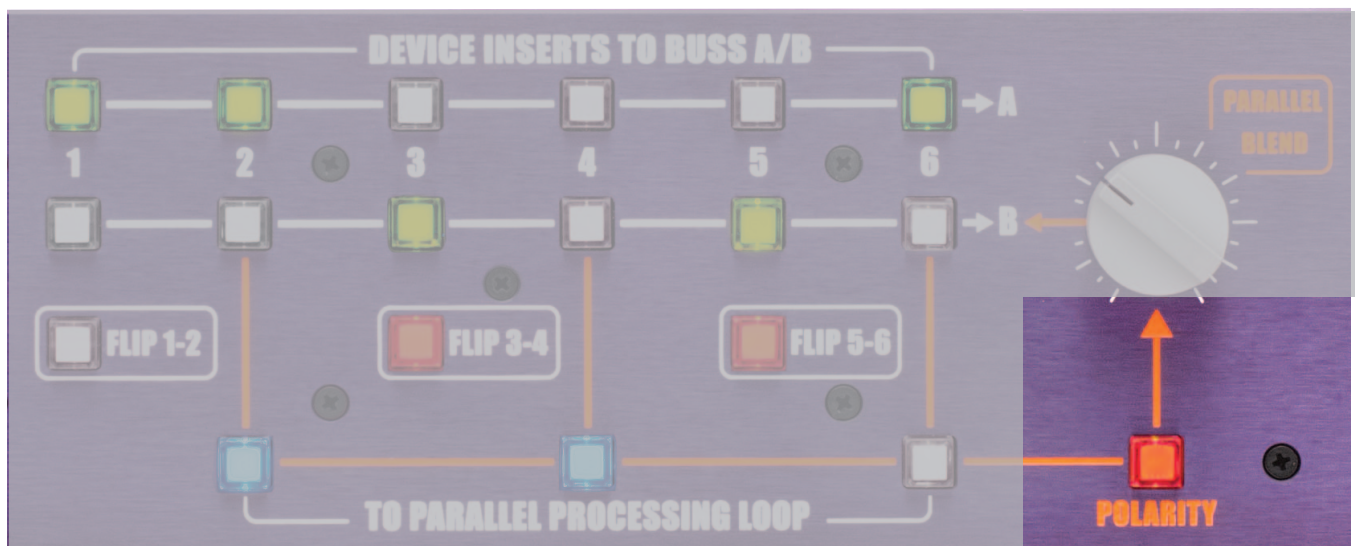 DEVICE INSERTS TO BUSS A/B
A
PARALLEL
BLEND
1 2 3 4 5 6
B
FLIP 1-2 FLIP 3-4 FLIP 5-6
TO PARALLEL PROCESSING LOOP
POLARITY